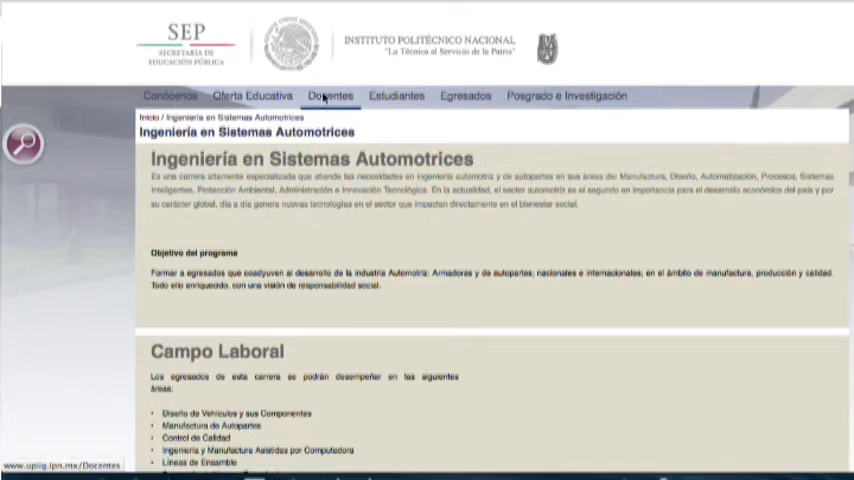 SEP
SECRETARÍA DE
EDUCACIÓN PÚBLICA
INSTITUTO POLITÉCNICO NACIONAL
"La Técnica al Servicio de la Patria"
Conócenos Oferta Educativa Docentes Estudiantes Egresados Posgrado e Investigación
Inicio / Ingeniería en Sistemas Automotrices
Ingeniería en Sistemas Automotrices
Ingeniería en Sistemas Automotrices
Es una carrera altamente especializada que atiende las necesidades en ingeniería automotriz y de autopartes en sus áreas de: Manufactura, Diseño, Automatización, Procesos, Sistemas
Inteligentes, Protección Ambiental, Administración e Innovación Tecnológica. En la actualidad, el sector automotriz es el segundo en importancia para el desarrollo económico del país y por
su carácter global, día a día genera nuevas tecnologías en el sector que impactan directamente en el bienestar social.
Objetivo del programa
Formar a egresados que coadyuven al desarrollo de la industria Automotriz: Armadoras y de autopartes; nacionales e internacionales; en el ámbito de manufactura, producción y calidad.
Todo ello enriquecido, con una visión de responsabilidad social.
Campo Laboral
Los egresados de esta carrera se podrán desempeñar en las siguientes
áreas:
• Diseño de Vehículos y sus Componentes
• Manufactura de Autopartes
• Control de Calidad
• Ingeniería y Manufactura Asistidas por Computadora
• Líneas de Ensamble
www.upiig.ipn.mx/Docentes